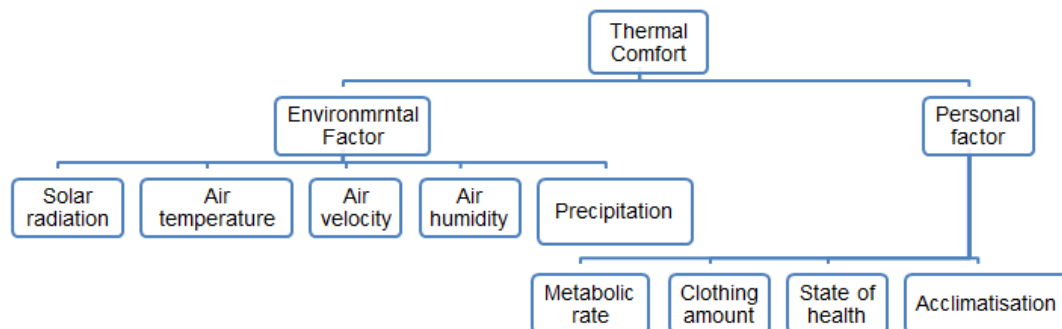 Thermal
Comfort
Environmrntal
Factor
Personal
factor
Solar
radiation
Air
temperature
Air
velocity
Air
humidity
Precipitation
Metabolic
rate
Clothing
amount
State of
health
Acclimatisation